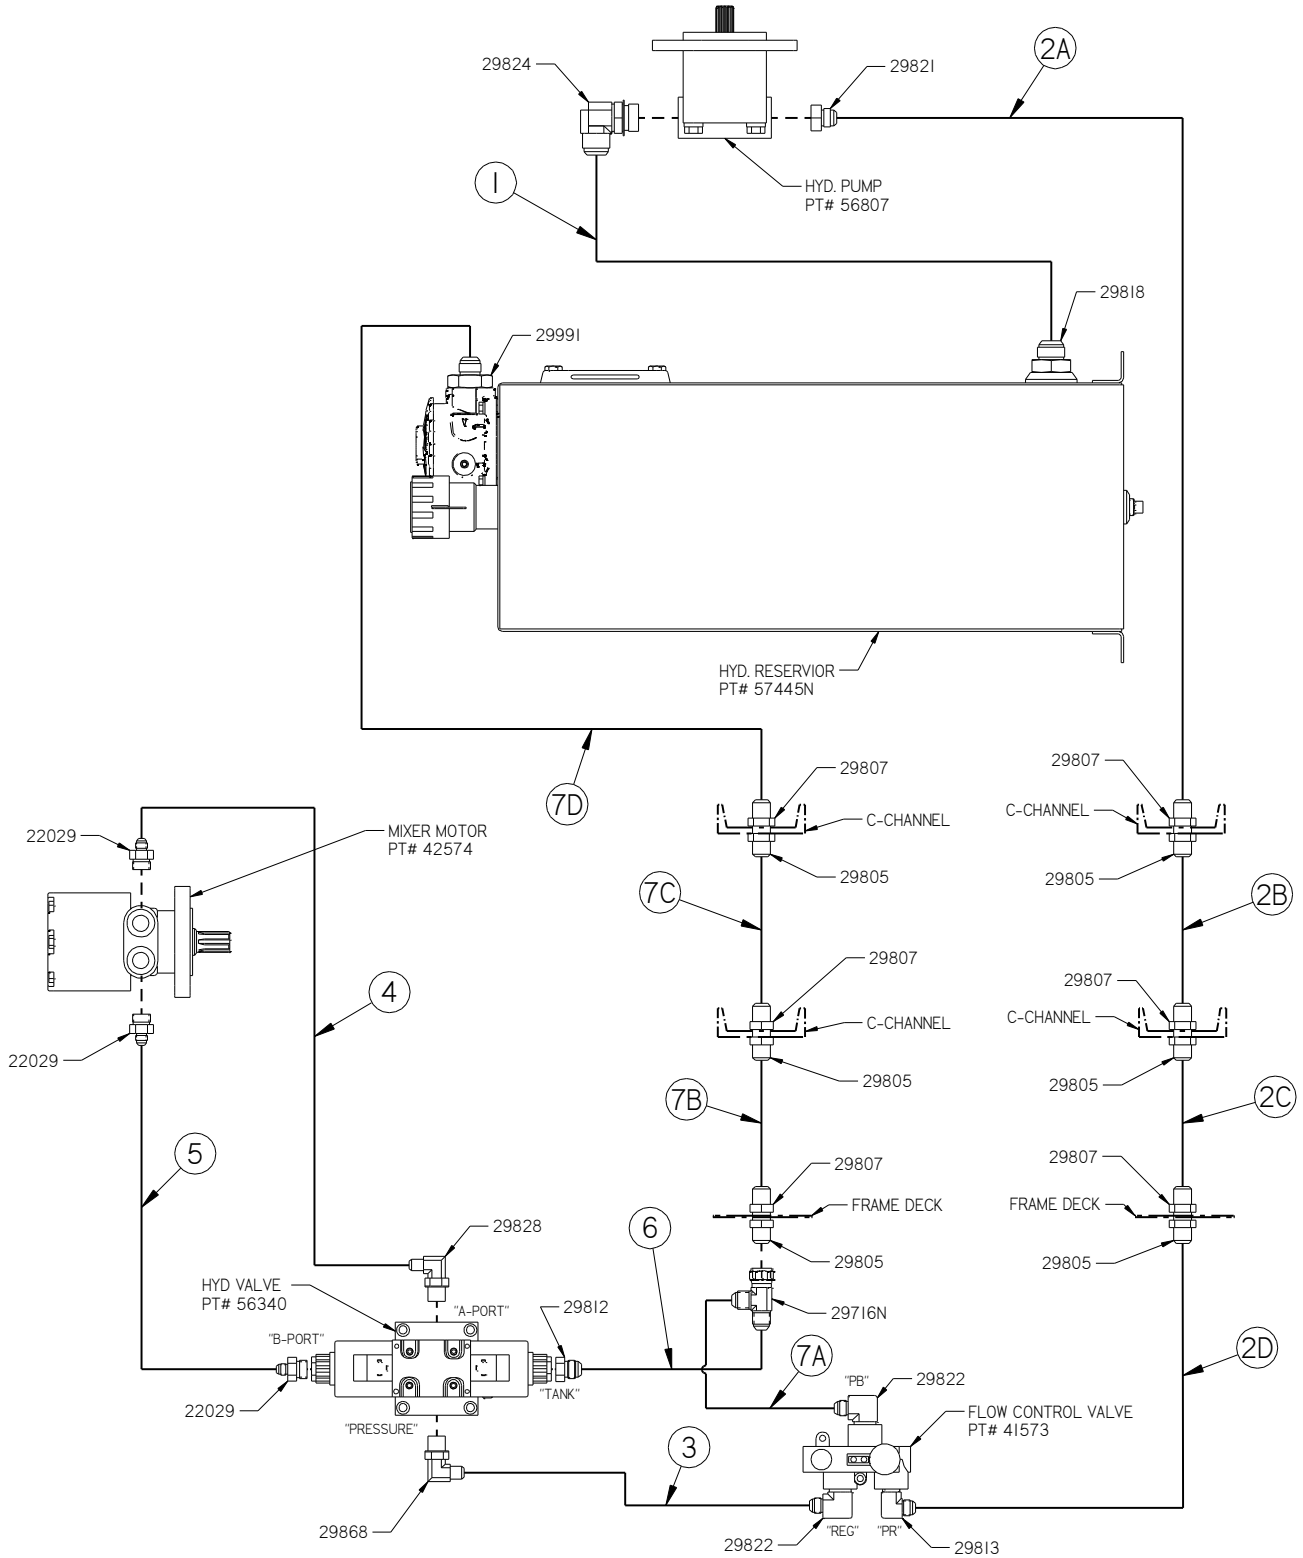 2A
29824
29821
1
HYD. PUMP
PT# 56807
29818
29991
HYD. RESERVIOR
PT# 57445N
7D
29807
29807
C-CHANNEL
C-CHANNEL
22029
MIXER MOTOR
PT# 42574
29805
29805
7C
2B
29807
29807
4
C-CHANNEL
C-CHANNEL
22029
29805
29805
7B
2C
5
29807
29807
FRAME DECK
FRAME DECK
29828
6
29805
29805
HYD VALVE
PT# 56340
"A-PORT"
29812
29716N
"B-PORT"
7A
2D
"PB"
29822
"TANK"
22029
FLOW CONTROL VALVE
PT# 41573
"PRESSURE"
3
29868
29822
"REG"
"PR"
29813